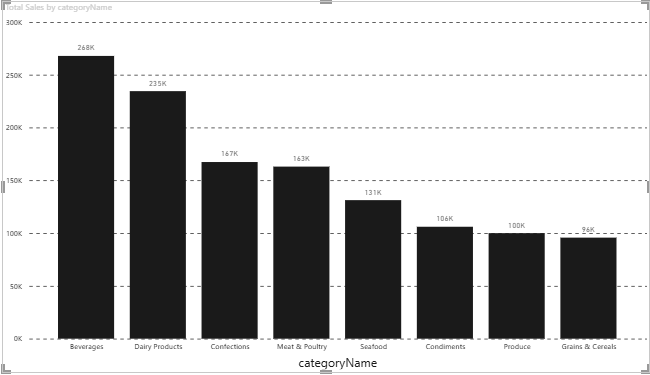 Total Sales by categoryName
300K
250K
200K
150K
100K
50K
0K
268K
235K
167K
163K
131K
106K
100K
96K
Beverages
Dairy Products
Confections
Meat & Poultry
Seafood
Condiments
Produce
Grains & Cereals
categoryName